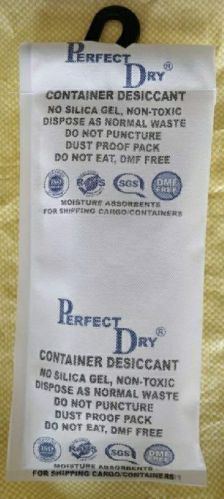 PERFECT
DRY®
CONTAINER DESICCANT
NO SILICA GEL, NON-TOXIC
DISPOSE AS NORMAL WASTE
DO NOT PUNCTURE
DUST PROOF PACK
DO NOT EAT, DMF FREE
ISO RoHS SGS DMF FREE
MOISTURE ABSORBENTS
FOR SHIPPING CARGO/CONTAINERS
PERFECT
DRY®
CONTAINER DESICCANT
NO SILICA GEL, NON-TOXIC
DISPOSE AS NORMAL WASTE
DO NOT PUNCTURE
DUST PROOF PACK
DO NOT EAT, DMF FREE
ISO SGS DMF FREE
MOISTURE ABSORBENTS
FOR SHIPPING CARGO/CONTAINERS